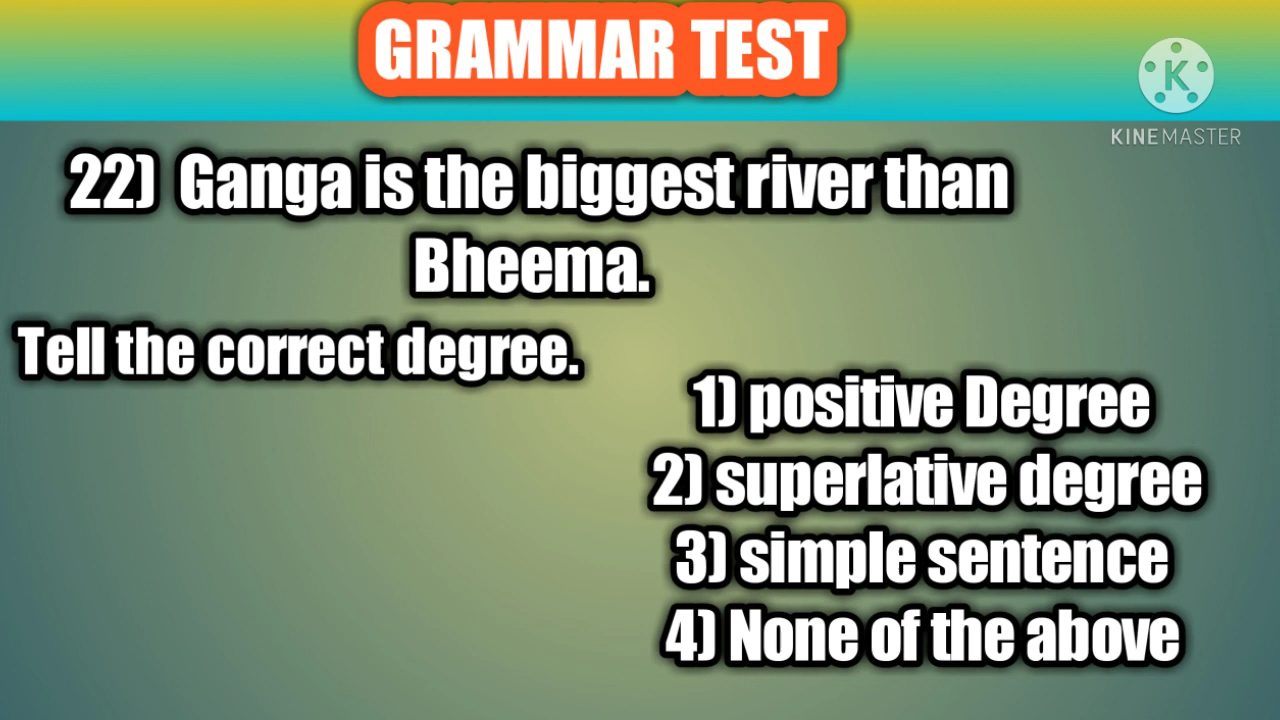 GRAMMAR TEST
K
KINEMASTER
22) Ganga is the biggest river than
Bheema.
Tell the correct degree.
1) positive Degree
2) superlative degree
3) simple sentence
4) None of the above